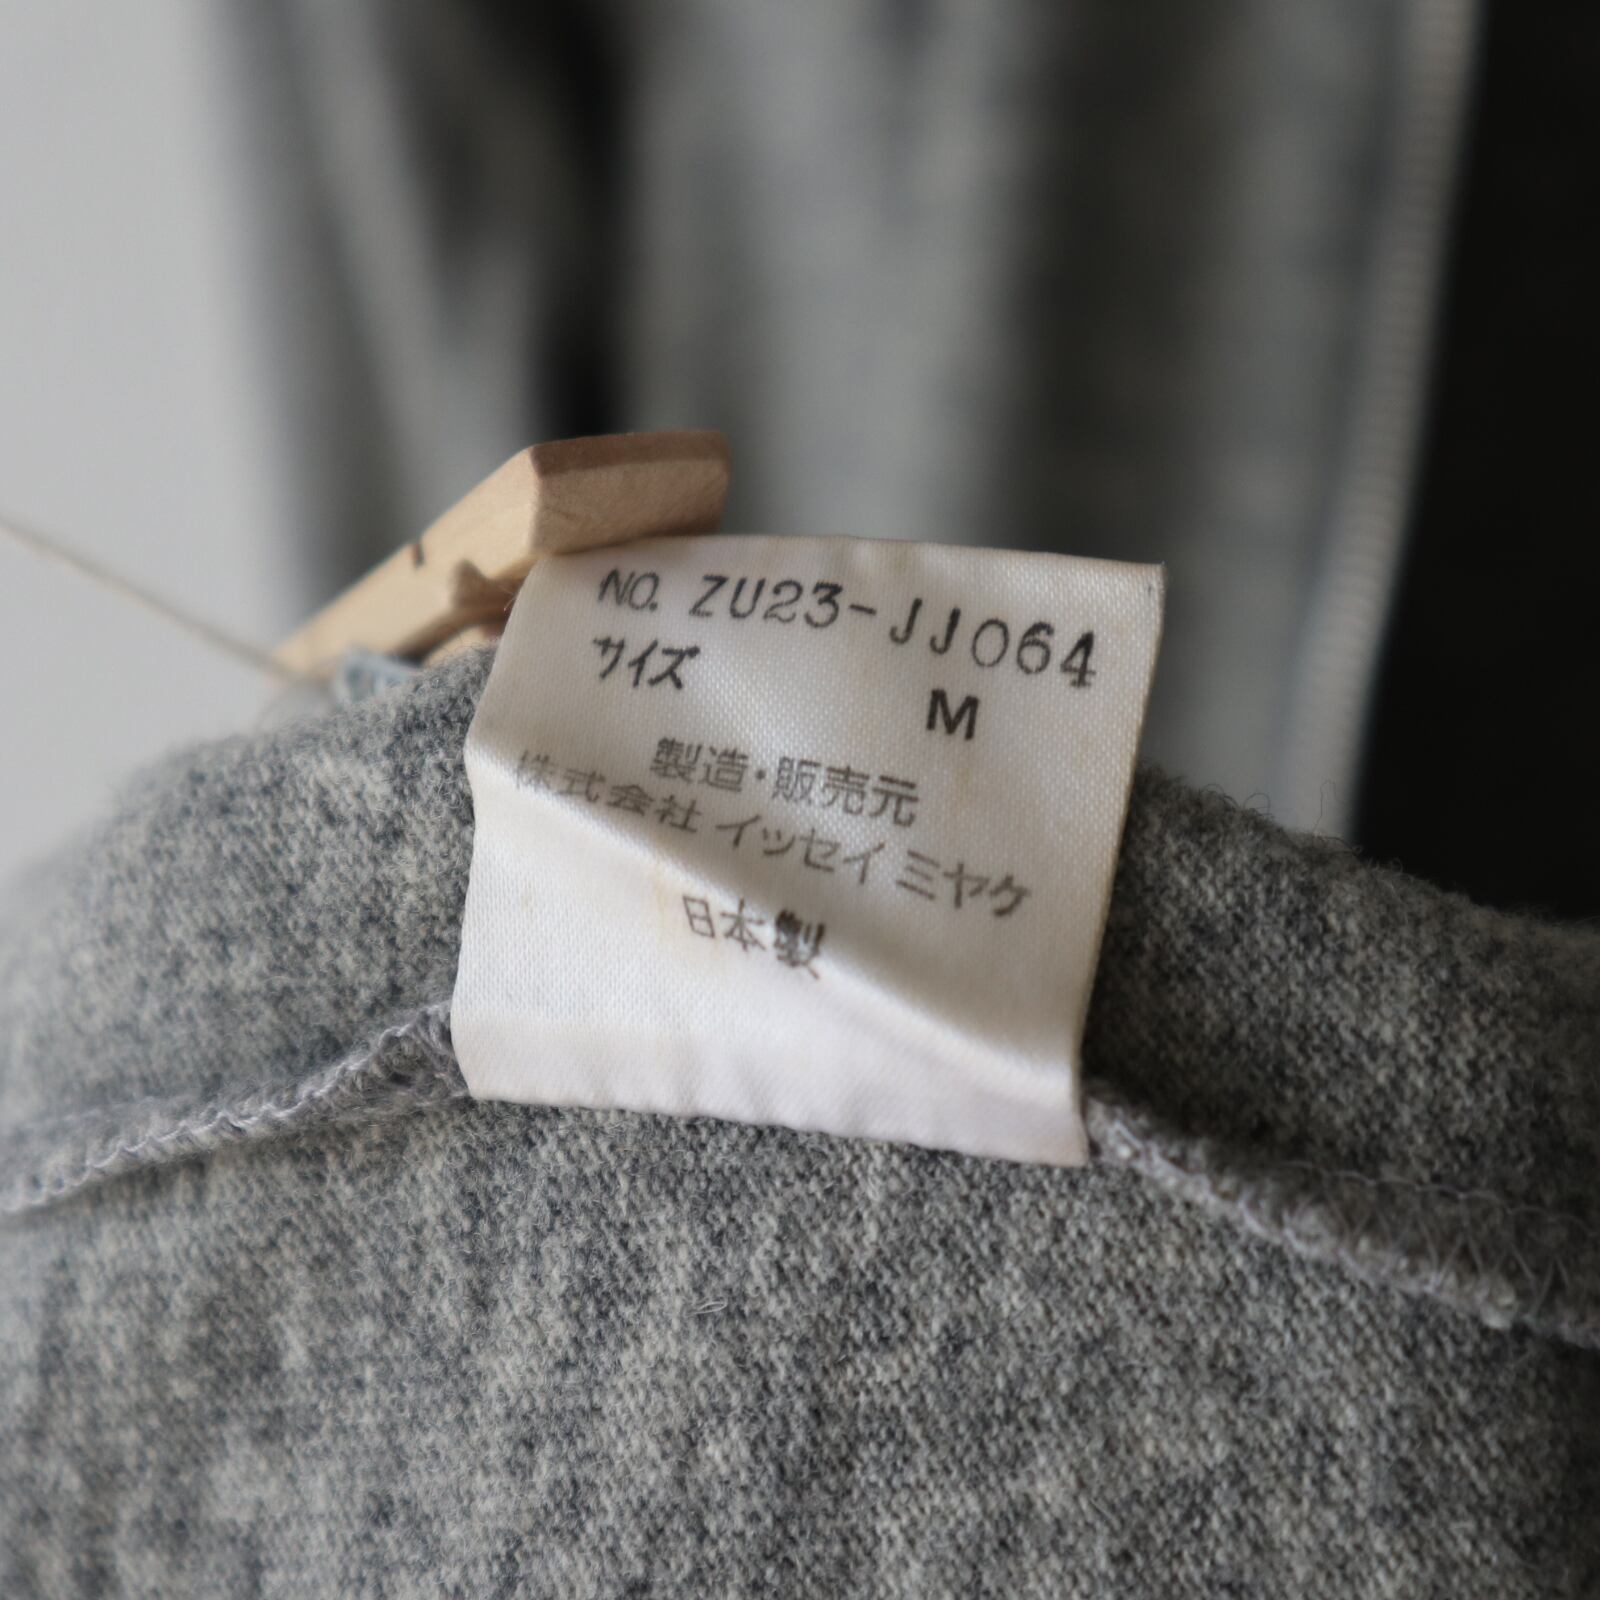 NO. ZU23-JJ064
サイズ M
製造・販売元
株式会社 イッセイ ミヤケ
日本製